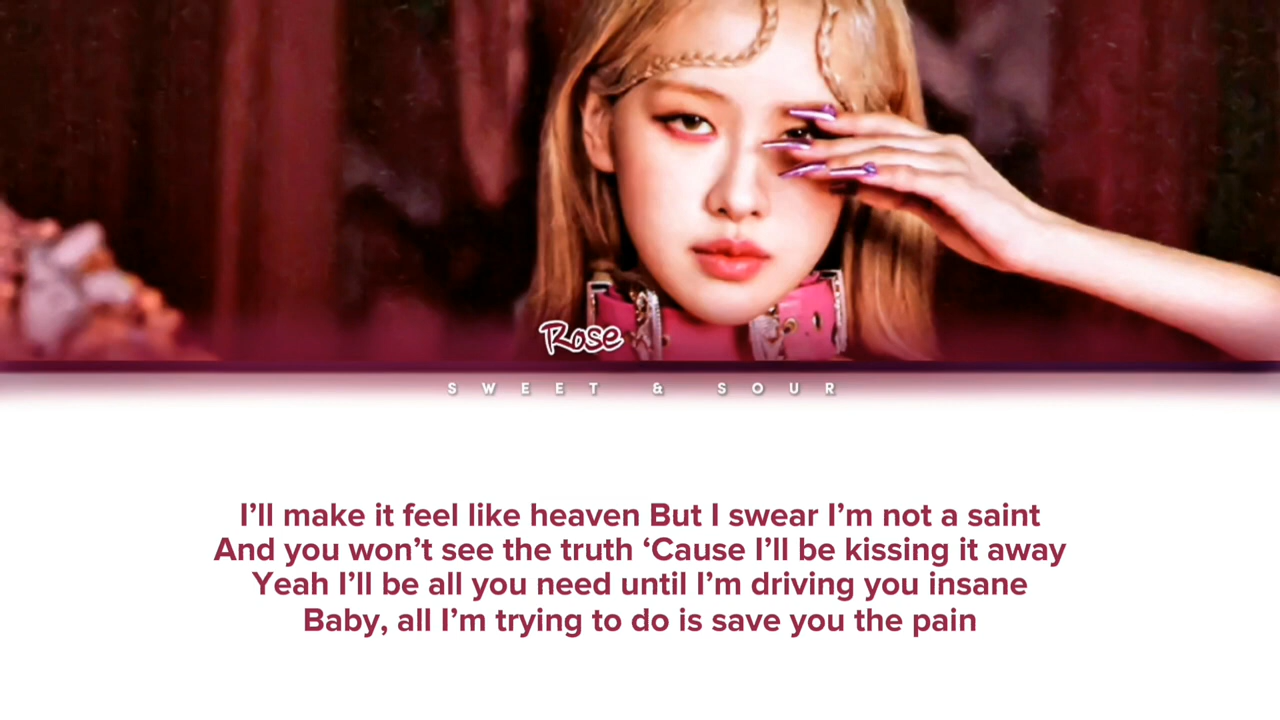 Rose
SWEET & SOUR
I’ll make it feel like heaven But I swear I’m not a saint
And you won’t see the truth ‘Cause I’ll be kissing it away
Yeah I’ll be all you need until I’m driving you insane
Baby, all I’m trying to do is save you the pain